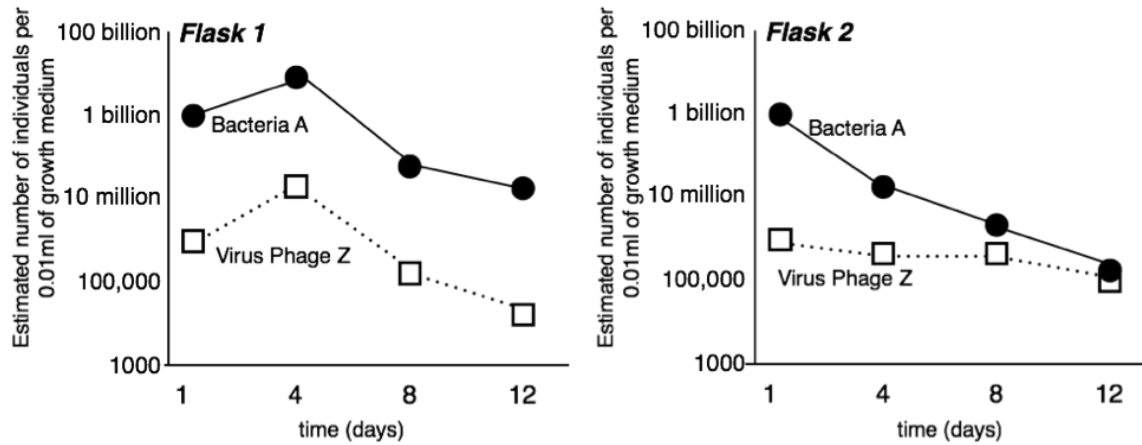 Flask 1
Estimated number of individuals per
0.01ml of growth medium
100 billion
1 billion
10 million
100,000
1000
Bacteria A
Virus Phage Z
1 4 8 12
time (days)
Flask 2
Estimated number of individuals per
0.01ml of growth medium
100 billion
1 billion
10 million
100,000
1000
Bacteria A
Virus Phage Z
1 4 8 12
time (days)